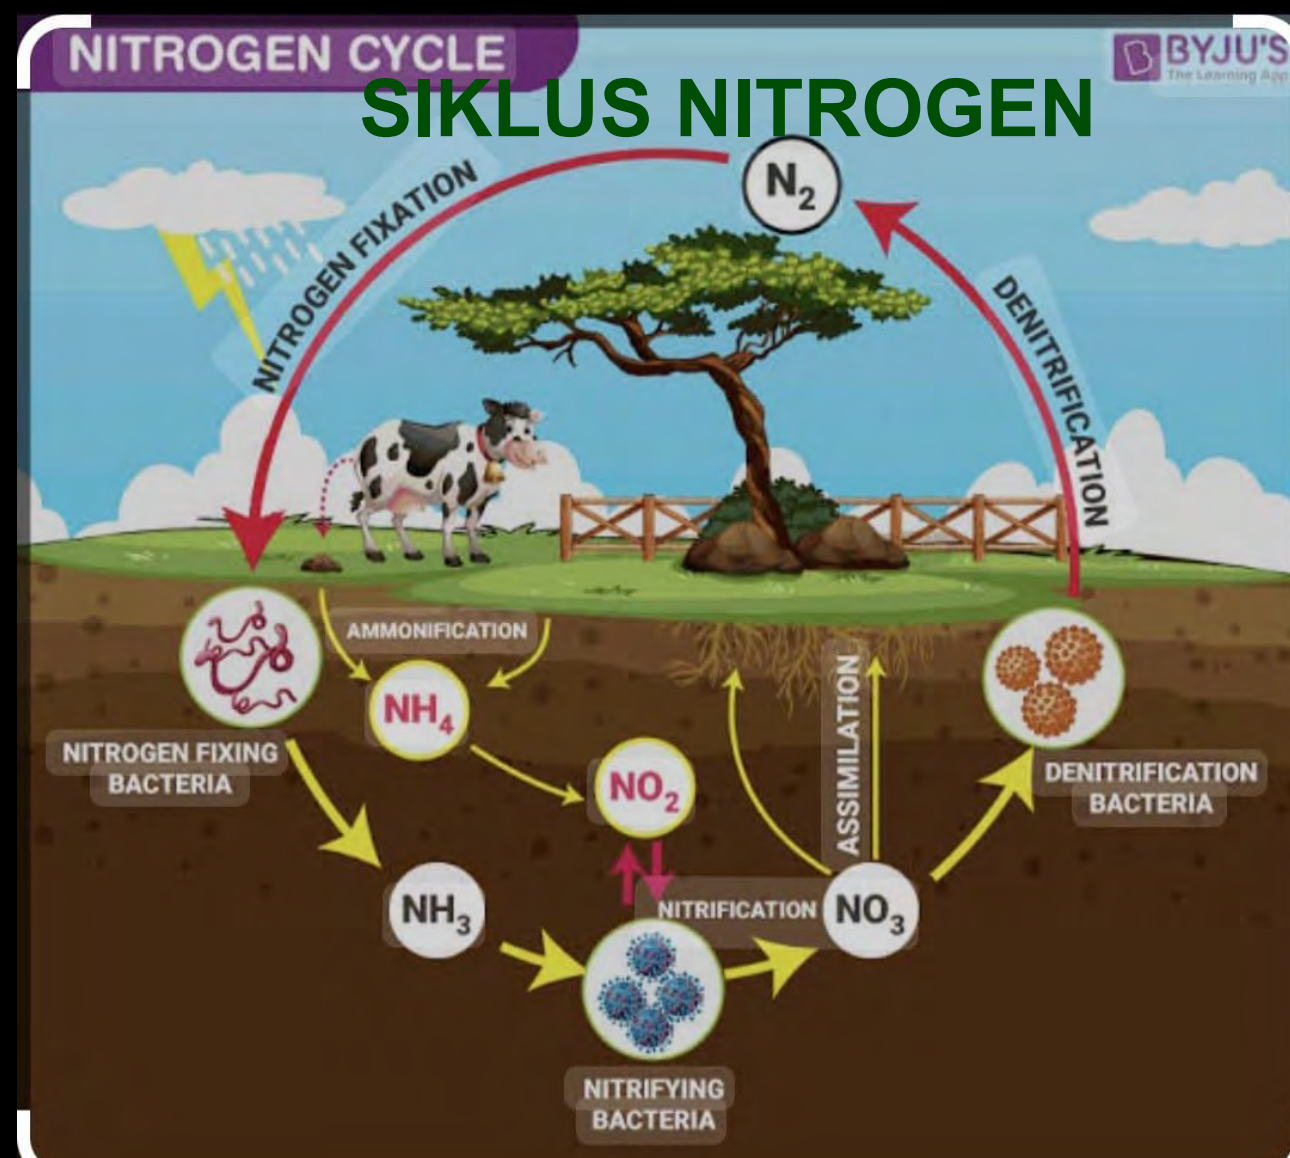 NITROGEN CYCLE
BYJU'S
The Learning App
SIKLUS NITROGEN
N₂
NITROGEN FIXATION
DENITRIFICATION
AMMONIFICATION
NH₄
NITROGEN FIXING
BACTERIA
NO₂
ASSIMILATION
DENITRIFICATION
BACTERIA
NH₃
NITRIFICATION
NO₃
NITRIFYING
BACTERIA